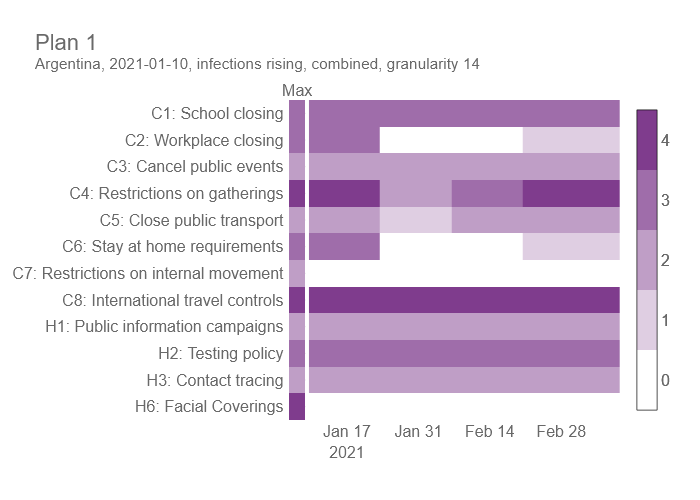 Plan 1
Argentina, 2021-01-10, infections rising, combined, granularity 14
Max
C1: School closing
C2: Workplace closing
C3: Cancel public events
C4: Restrictions on gatherings
C5: Close public transport
C6: Stay at home requirements
C7: Restrictions on internal movement
C8: International travel controls
H1: Public information campaigns
H2: Testing policy
H3: Contact tracing
H6: Facial Coverings
Jan 17 Jan 31 Feb 14 Feb 28
2021
4
3
2
1
0